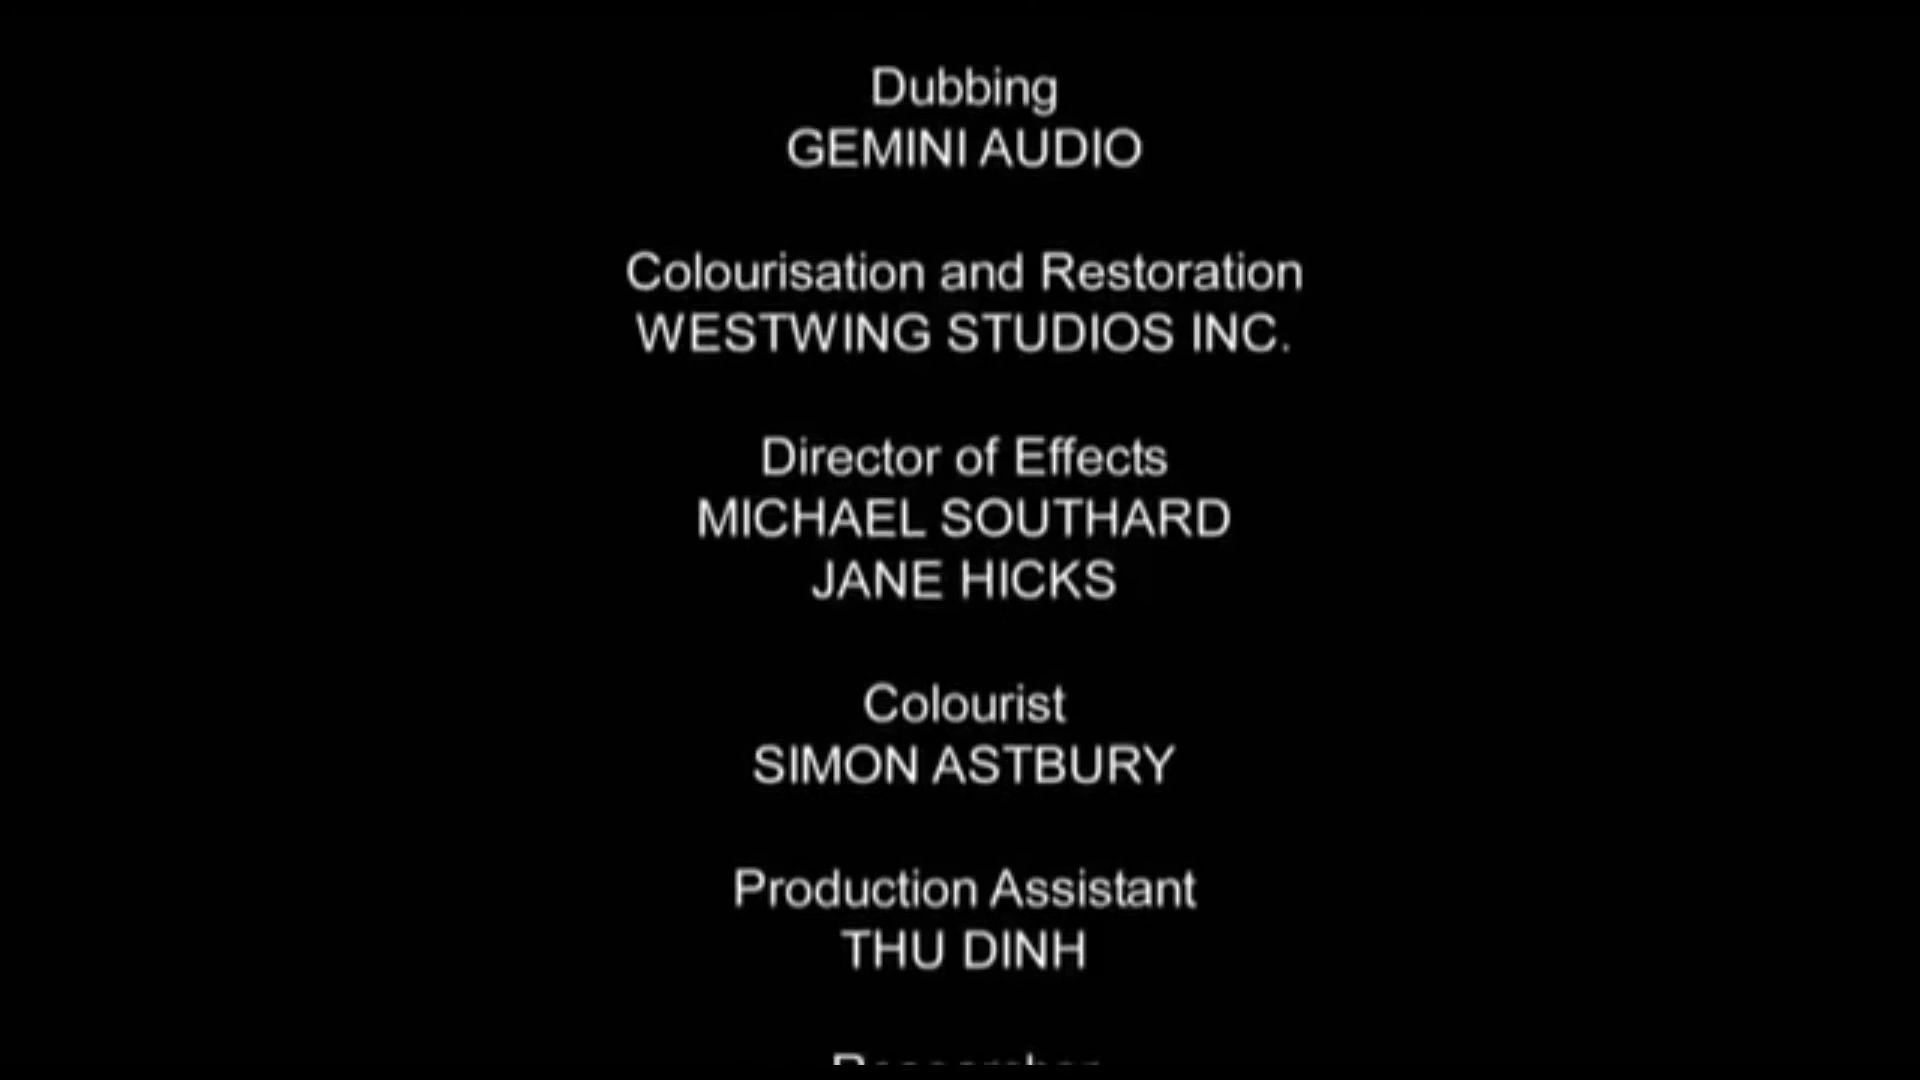 Dubbing
GEMINI AUDIO
Colourisation and Restoration
WESTWING STUDIOS INC.
Director of Effects
MICHAEL SOUTHARD
JANE HICKS
Colourist
SIMON ASTBURY
Production Assistant
THU DINH